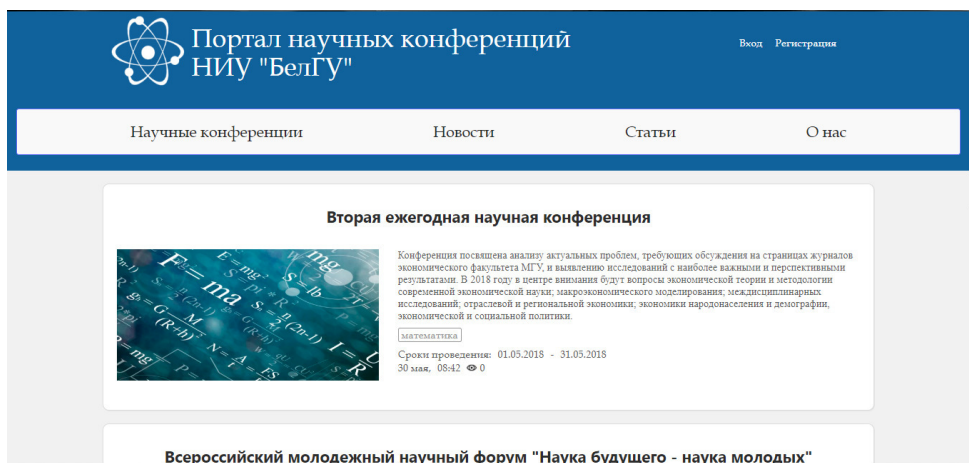 Портал научных конференций
НИУ "БелГУ"
Вход Регистрация
Научные конференции Новости Статьи О нас
Вторая ежегодная научная конференция
Конференция посвящена анализу актуальных проблем, требующих обсуждения на страницах журналов
экономического факультета МГУ, и выявлению исследований с наиболее важными и перспективными
результатами. В 2018 году в центре внимания будут вопросы экономической теории и методологии
современной экономической науки; макроэкономического моделирования; междисциплинарных
исследований; отраслевой и региональной экономики; экономики народонаселения и демографии,
экономической и социальной политики.
математика
Сроки проведения: 01.05.2018 - 31.05.2018
30 мая, 08:42 0
F = ma
Всероссийский молодежный научный форум "Наука будущего - наука молодых"